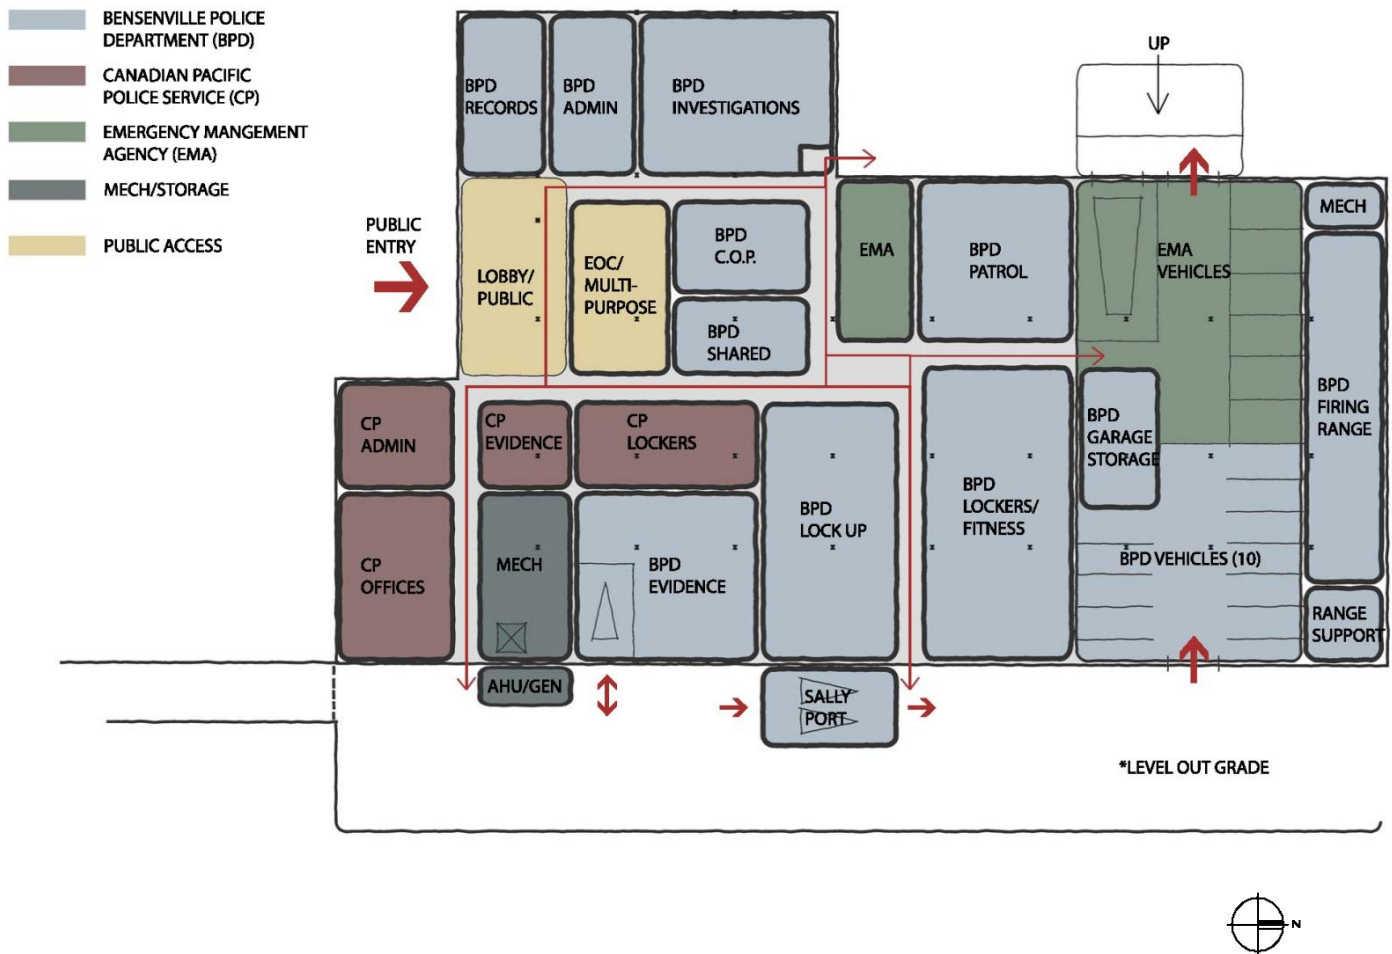 BENSENVILLE POLICE
DEPARTMENT (BPD)
CANADIAN PACIFIC
POLICE SERVICE (CP)
EMERGENCY MANGEMENT
AGENCY (EMA)
MECH/STORAGE
PUBLIC ACCESS
PUBLIC
ENTRY
UP
BPD
RECORDS
BPD
ADMIN
BPD
INVESTIGATIONS
LOBBY/
PUBLIC
EOC/
MULTI-
PURPOSE
BPD
C.O.P.
BPD
SHARED
EMA
BPD
PATROL
EMA
VEHICLES
MECH
BPD
FIRING
RANGE
CP
ADMIN
CP
EVIDENCE
CP
LOCKERS
BPD
LOCK UP
BPD
LOCKERS/
FITNESS
BPD
GARAGE
STORAGE
CP
OFFICES
MECH
BPD
EVIDENCE
BPD VEHICLES (10)
RANGE
SUPPORT
AHU/GEN
SALLY
PORT
*LEVEL OUT GRADE
N